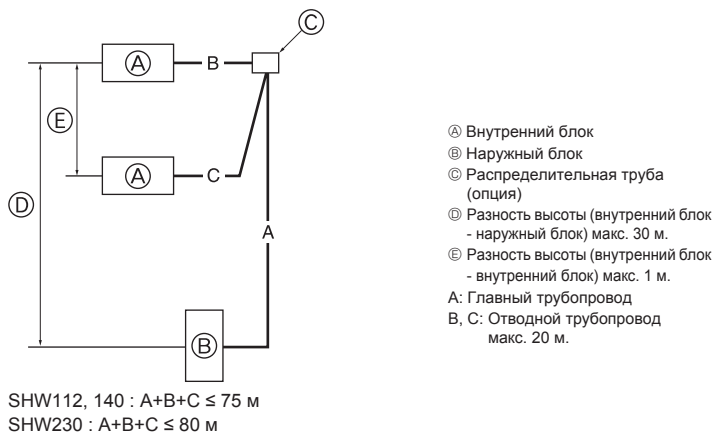 Ⓒ
Ⓐ B
Ⓔ
Ⓐ C
Ⓓ
A
Ⓑ
Ⓐ Внутренний блок
Ⓑ Наружный блок
Ⓒ Распределительная труба
(опция)
Ⓓ Разность высоты (внутренний блок
- наружный блок) макс. 30 м.
Ⓔ Разность высоты (внутренний блок
- внутренний блок) макс. 1 м.
A: Главный трубопровод
B, C: Отводной трубопровод
макс. 20 м.
SHW112, 140 : A+B+C ≤ 75 м
SHW230 : A+B+C ≤ 80 м